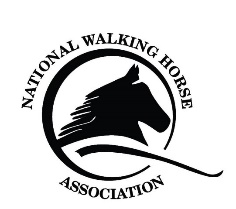 NATIONAL WALKING HORSE
ASSOCIATION